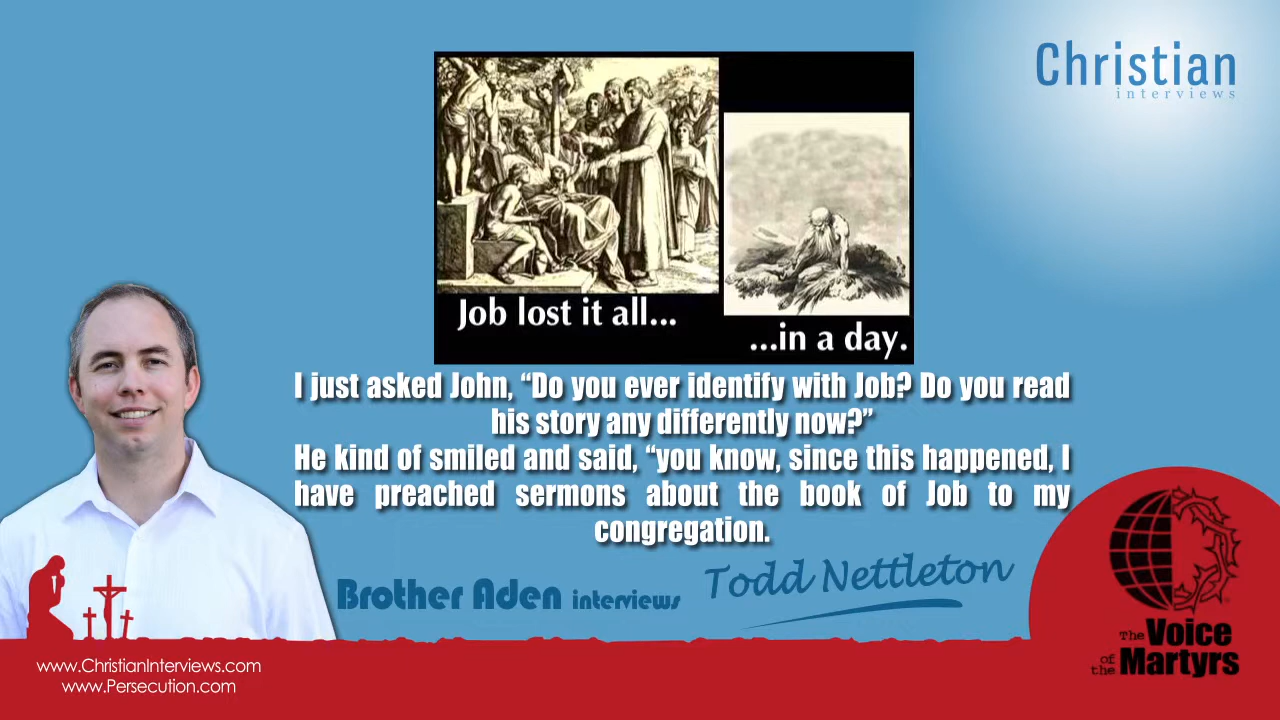 Christian
interviews
Job lost it all...
...in a day.
I just asked John, “Do you ever identify with Job? Do you read
his story any differently now?”
He kind of smiled and said, “you know, since this happened, I
have preached sermons about the book of Job to my
congregation.
Brother Aden interviews Todd Nettleton
www.ChristianInterviews.com
www.Persecution.com
The Voice
of the Martyrs